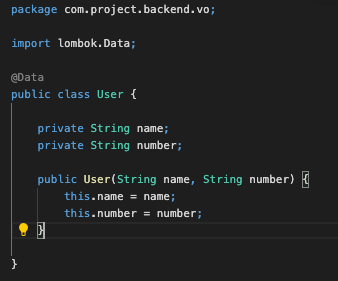 package com.project.backend.vo;
import lombok.Data;
@Data
public class User {
private String name;
private String number;
public User(String name, String number) {
this.name = name;
this.number = number;
}
}